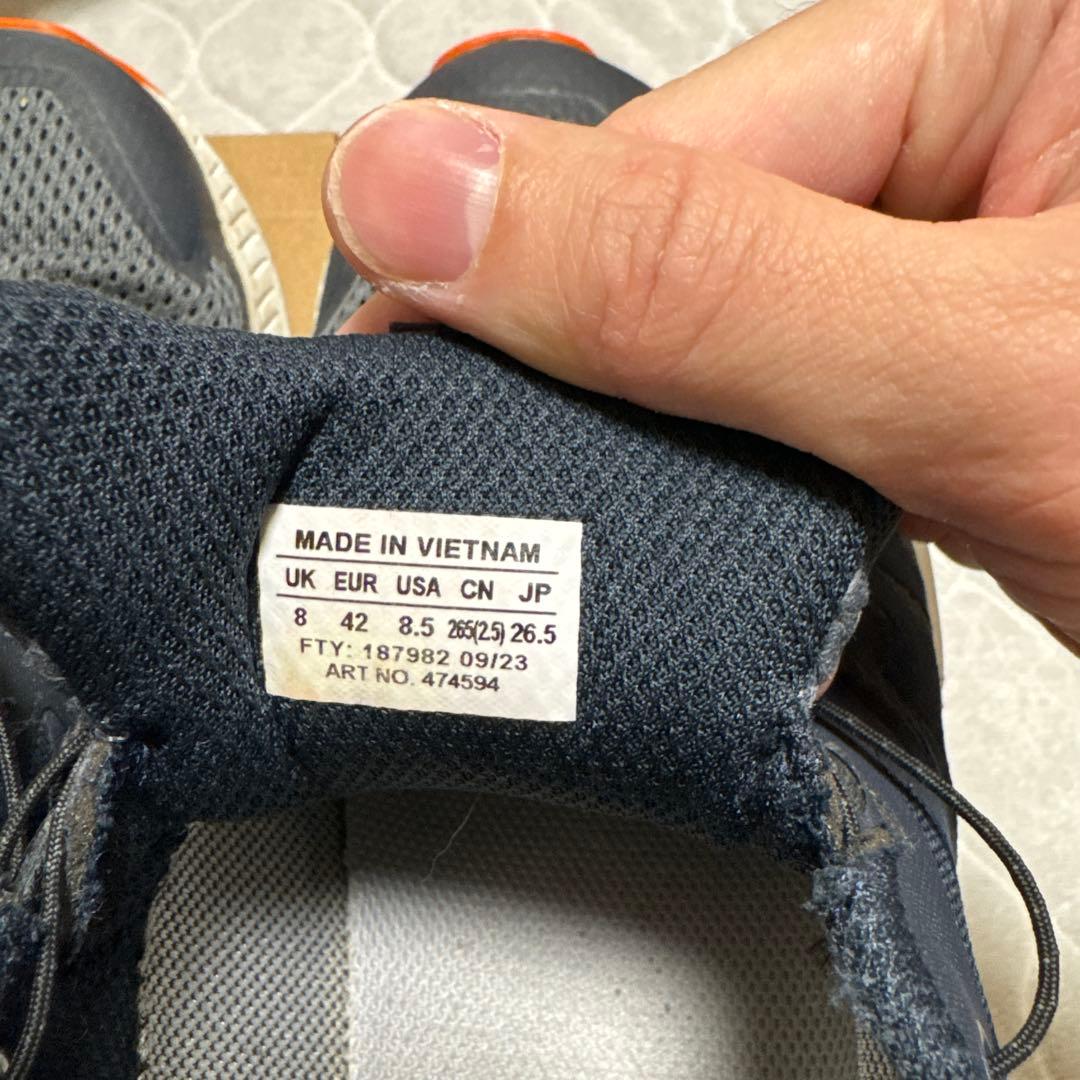 MADE IN VIETNAM
UK EUR USA CN JP
8 42 8.5 265(2.5) 26.5
FTY: 187982 09/23
ART NO. 474594